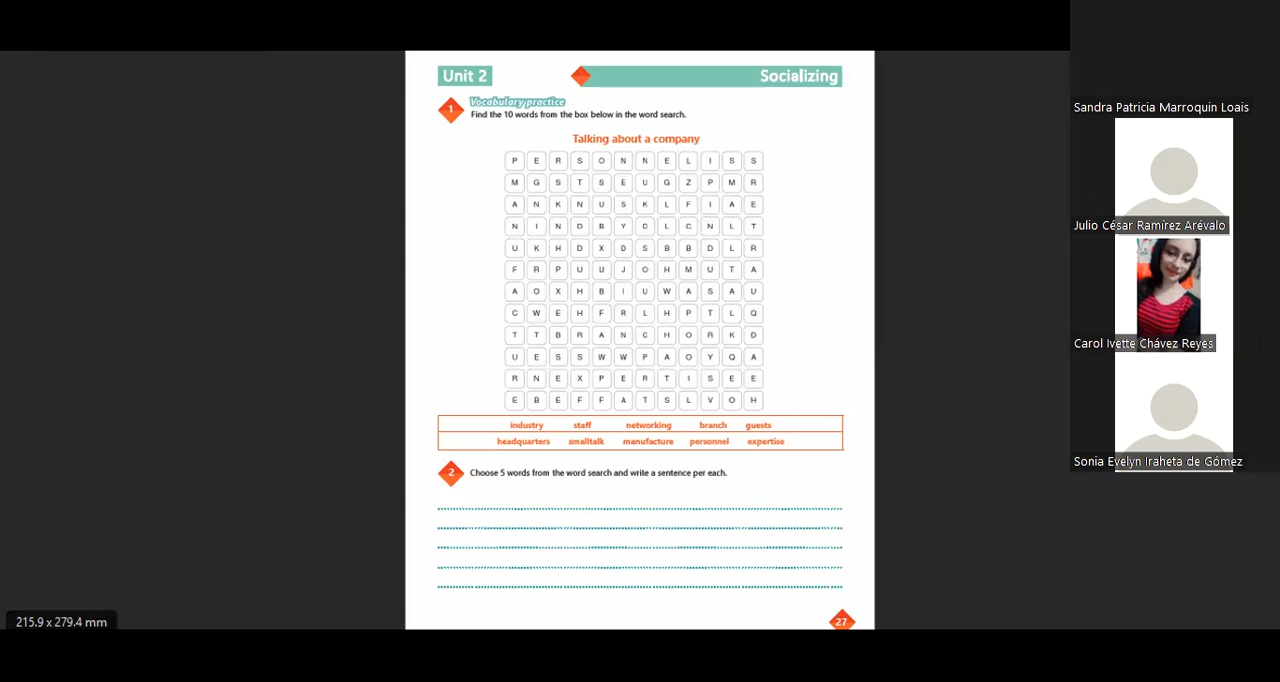 Unit 2
Socializing
1
Vocabulary practice
Find the 10 words from the box below in the word search.
Talking about a company
P E R S O N N E L I S S
M G S T S E U G Z P M R
A N K N U S K L F I A E
N I N D B Y D L C N L T
U K H D X D S B B D L R
F R P U U J O H M U T A
A O X H B I U W A S A U
C W E H F R L H P T L Q
T T B R A N C H O R K D
U E S S W W P A O Y Q A
R N E X P E R T I S E E
E B E F F A T S L V O H
industry staff networking branch guests
headquarters smalltalk manufacture personnel expertise
2
Choose 5 words from the word search and write a sentence per each.
27
215.9 x 279.4 mm
Sandra Patricia Marroquin Loais
Julio César Ramírez Arévalo
Carol Ivette Chávez Reyes
Sonia Evelyn Iraheta de Gómez